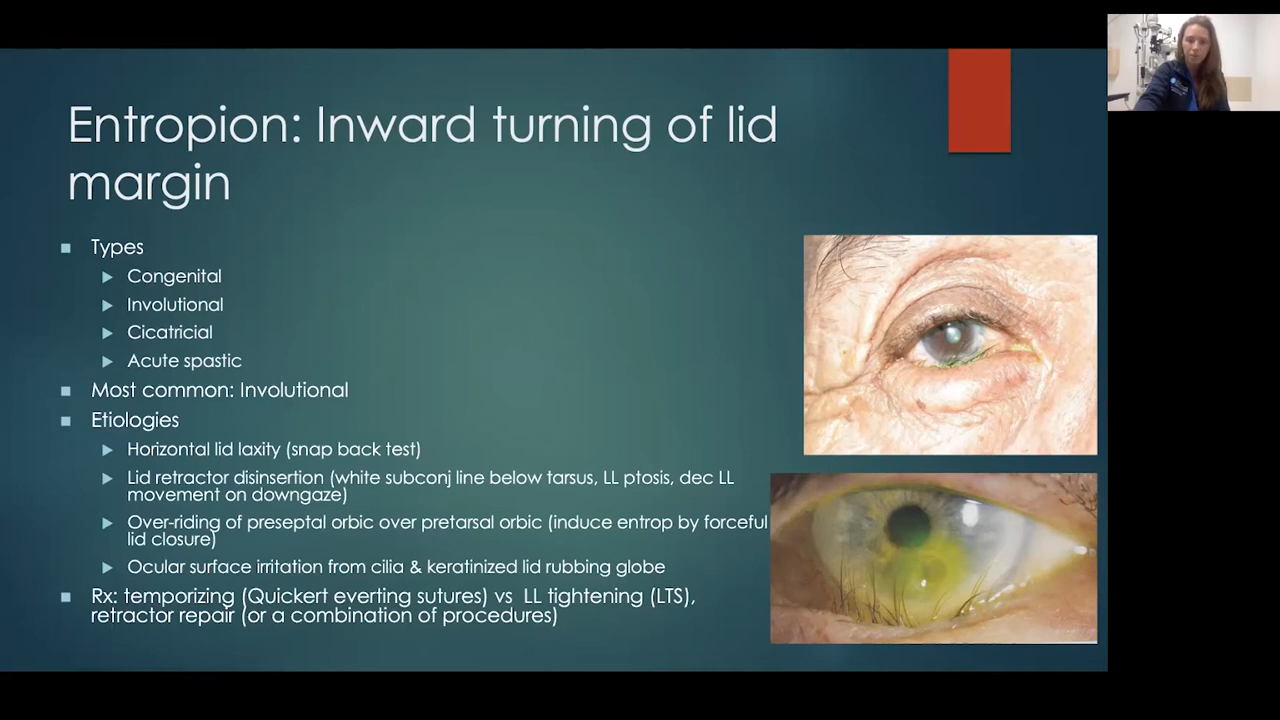 Entropion: Inward turning of lid
margin
Types
Congenital
Involutional
Cicatricial
Acute spastic
Most common: Involutional
Etiologies
Horizontal lid laxity (snap back test)
Lid retractor disinsertion (white subconj line below tarsus, LL ptosis, dec LL
movement on downgaze)
Over-riding of preseptal orbic over pretarsal orbic (induce entrop by forceful
lid closure)
Ocular surface irritation from cilia & keratinized lid rubbing globe
Rx: temporizing (Quickert everting sutures) vs LL tightening (LTS),
retractor repair (or a combination of procedures)